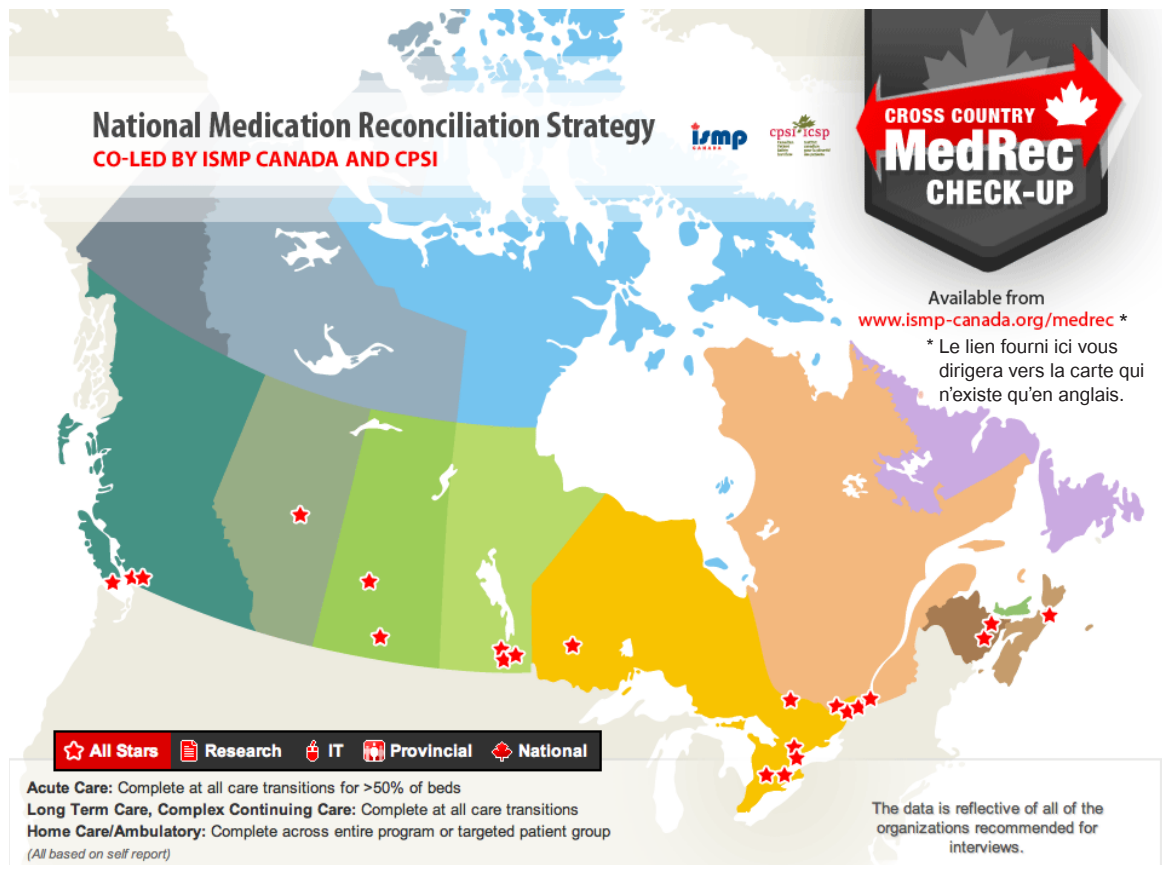 National Medication Reconciliation Strategy
CO-LED BY ISMP CANADA AND CPSI
ismp
CANADA
cpsi icsp
CROSS COUNTRY
MedRec
CHECK-UP
Available from
www.ismp-canada.org/medrec *
* Le lien fourni ici vous
dirigera vers la carte qui
n’existe qu’en anglais.
All Stars Research IT Provincial National
Acute Care: Complete at all care transitions for >50% of beds
Long Term Care, Complex Continuing Care: Complete at all care transitions
Home Care/Ambulatory: Complete across entire program or targeted patient group
(All based on self report)
The data is reflective of all of the
organizations recommended for
interviews.